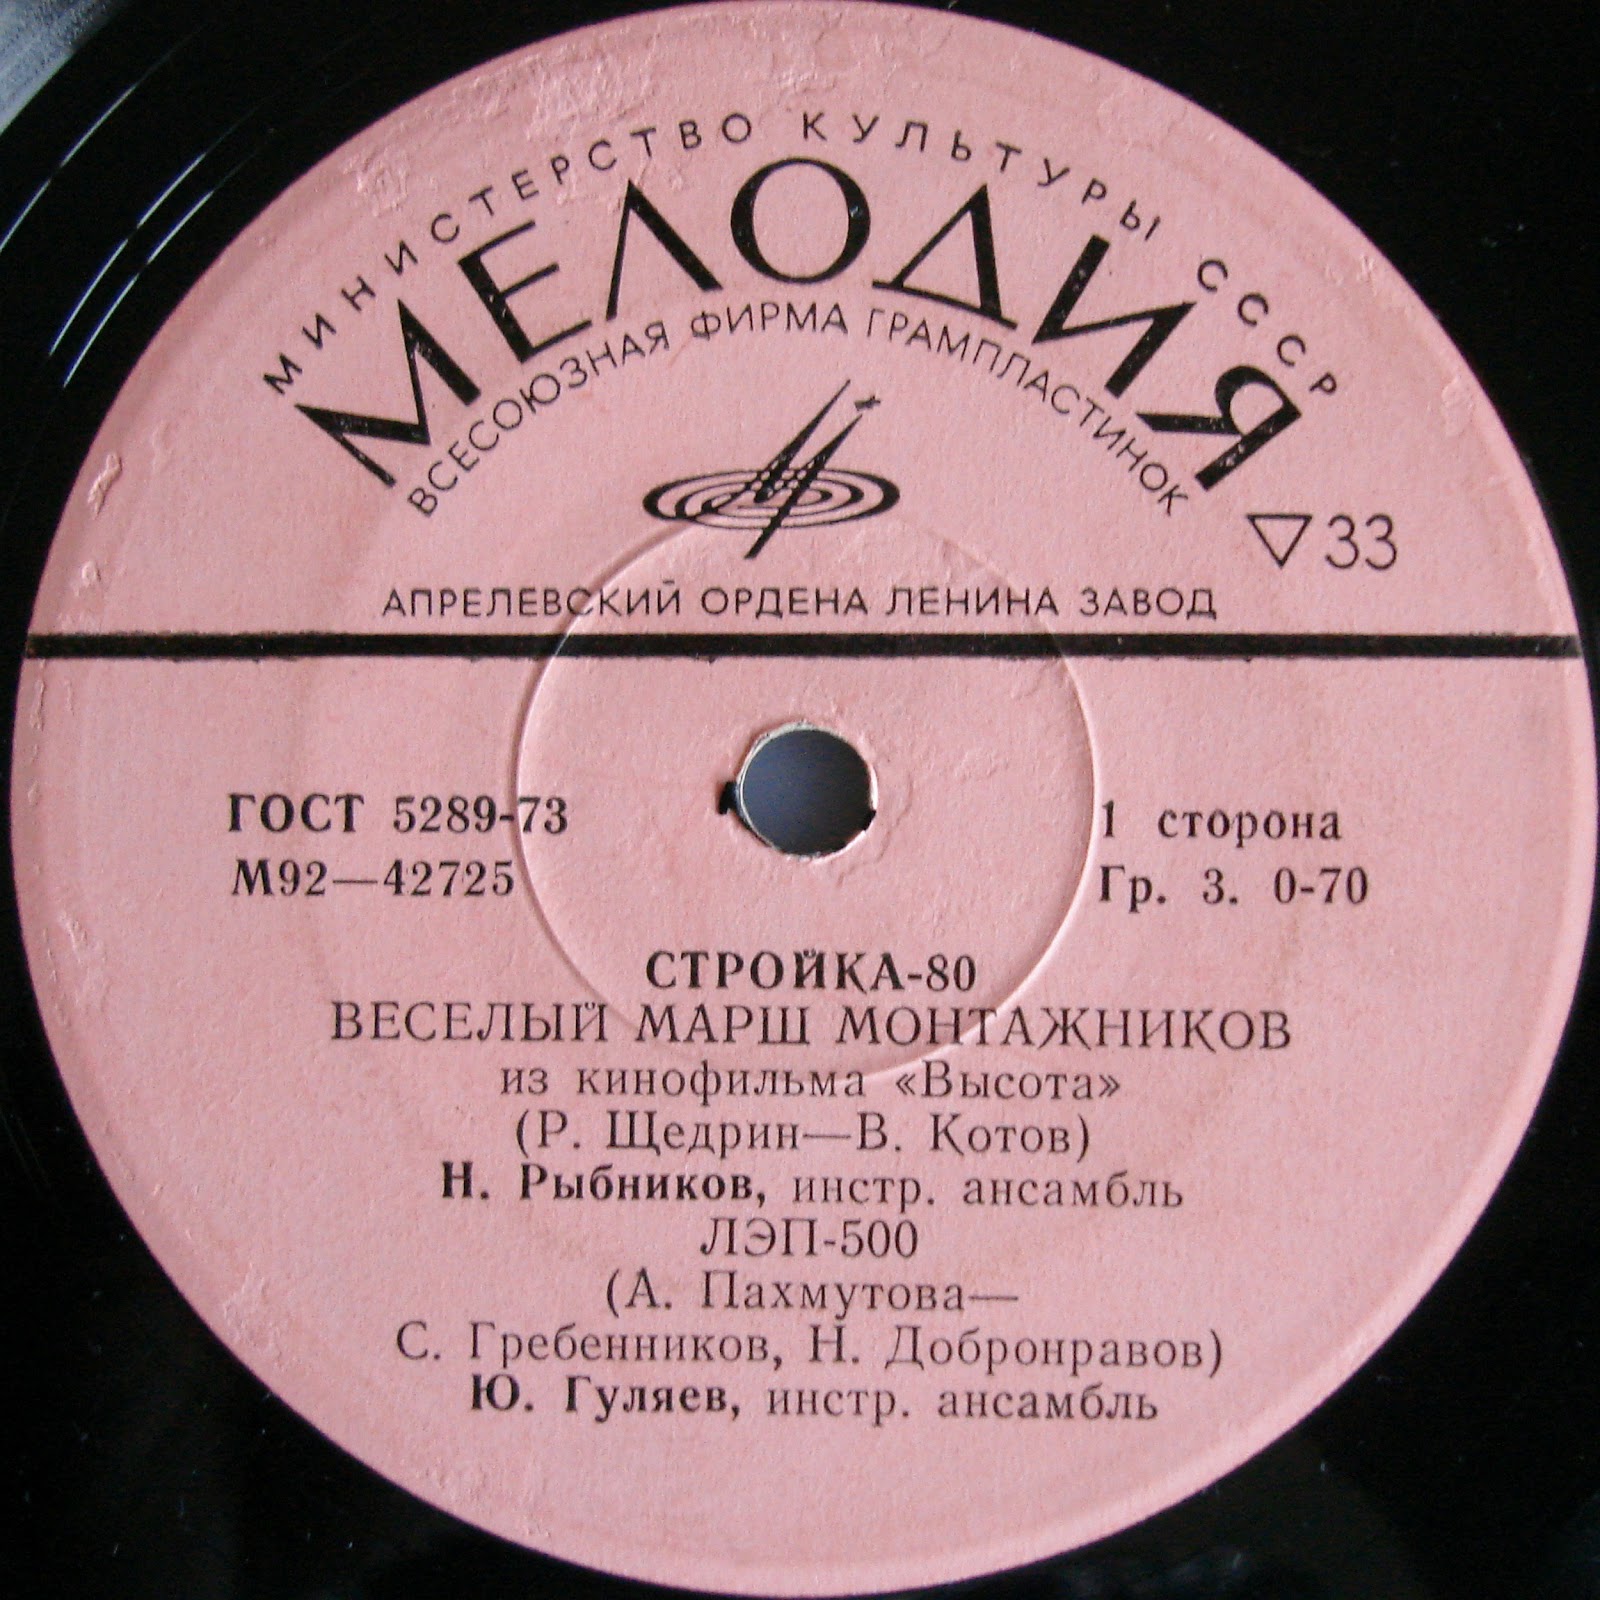 МИНИСТЕРСТВО КУЛЬТУРЫ СССР
МЕЛОДИЯ
ВСЕСОЮЗНАЯ ФИРМА ГРАМПЛАСТИНОК
▽33
АПРЕЛЕВСКИЙ ОРДЕНА ЛЕНИНА ЗАВОД
ГОСТ 5289-73
М92—42725
1 сторона
Гр. 3. 0-70
СТРОЙКА-80
ВЕСЕЛЫЙ МАРШ МОНТАЖНИКОВ
из кинофильма «Высота»
(Р. Щедрин—В. Котов)
Н. Рыбников, инстр. ансамбль
ЛЭП-500
(А. Пахмутова—
С. Гребенников, Н. Добронравов)
Ю. Гуляев, инстр. ансамбль